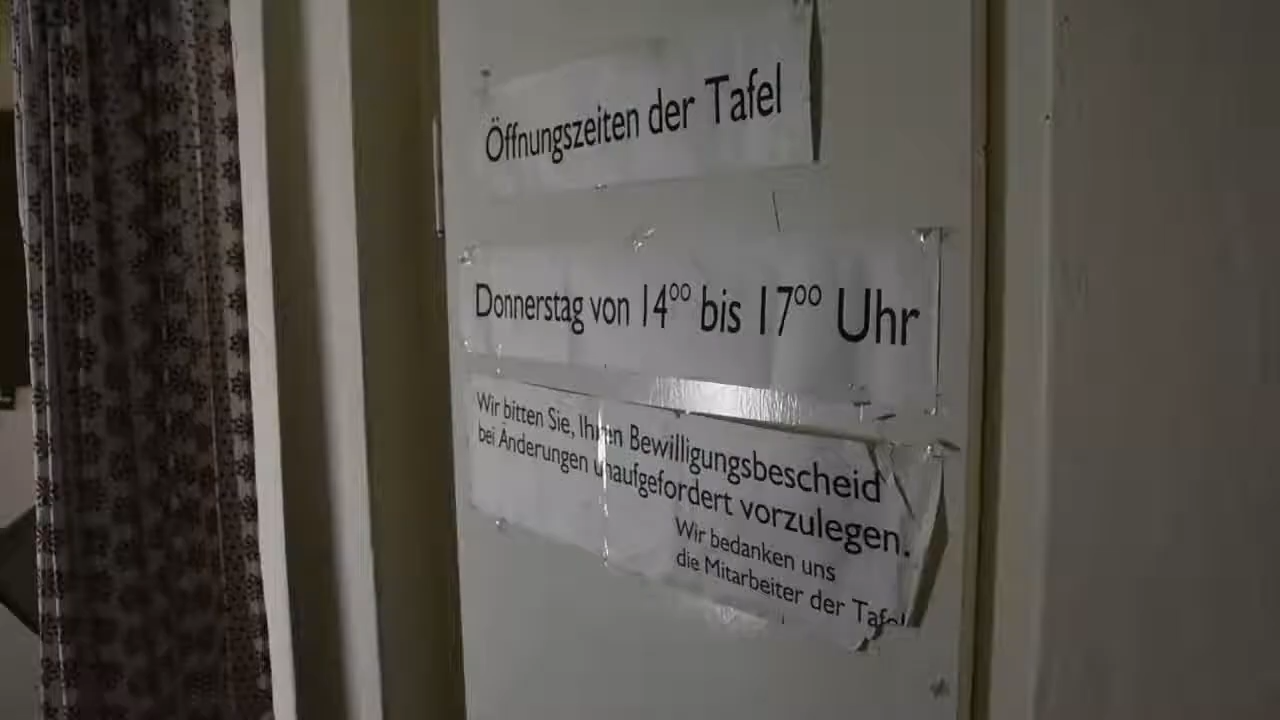 Öffnungszeiten der Tafel
Donnerstag von 14⁰⁰ bis 17⁰⁰ Uhr
Wir bitten Sie, Ihren Bewilligungsbescheid
bei Änderungen unaufgefordert vorzulegen.
Wir bedanken uns
die Mitarbeiter der Tafel